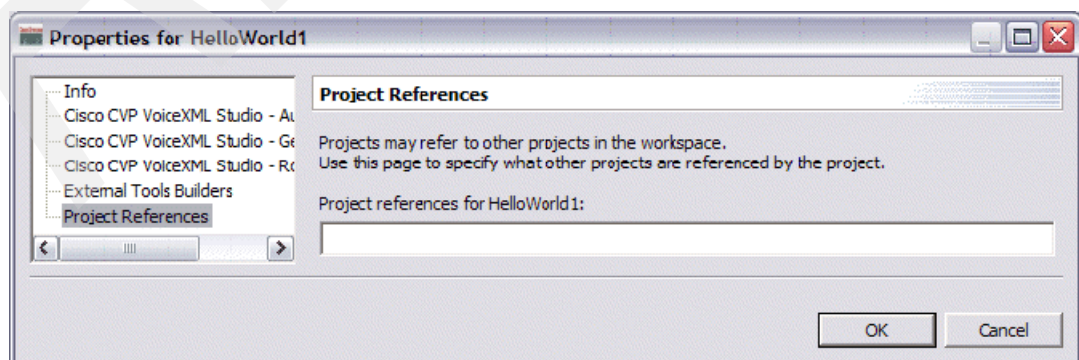 Properties for HelloWorld1
Info
Cisco CVP VoiceXML Studio - Au
Cisco CVP VoiceXML Studio - Ge
Cisco CVP VoiceXML Studio - Ro
External Tools Builders
Project References
Project References
Projects may refer to other projects in the workspace.
Use this page to specify what other projects are referenced by the project.
Project references for HelloWorld1:
OK
Cancel